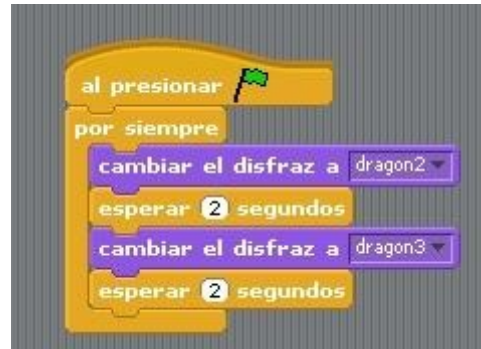 al presionar
por siempre
cambiar el disfraz a dragon2
esperar 2 segundos
cambiar el disfraz a dragon3
esperar 2 segundos